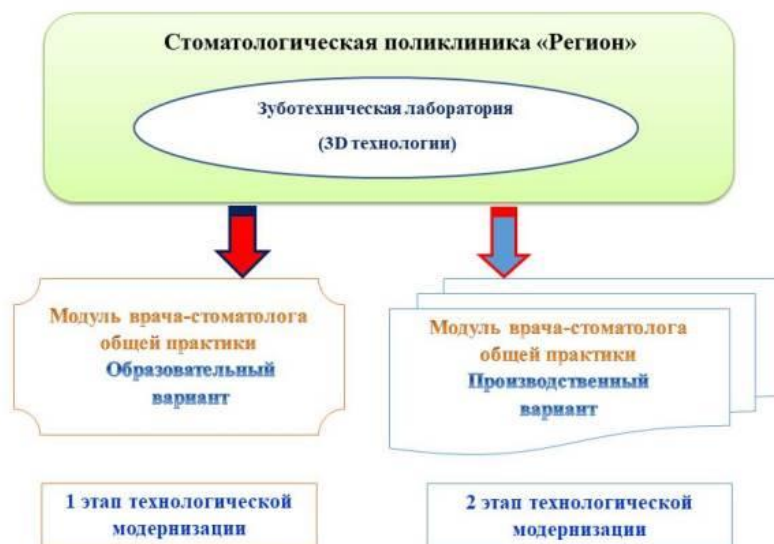 Стоматологическая поликлиника «Регион»
Зуботехническая лаборатория
(3D технологии)
Модуль врача-стоматолога
общей практики
Образовательный
вариант
Модуль врача-стоматолога
общей практики
Производственный
вариант
1 этап технологической
модернизации
2 этап технологической
модернизации